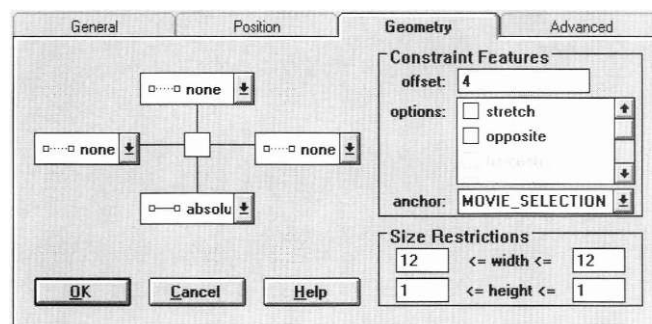 General
Position
Geometry
Advanced
none
none
none
absolu
OK
Cancel
Help
Constraint Features
offset: 4
options:
stretch
opposite
anchor: MOVIE_SELECTION
Size Restrictions
12 <= width <= 12
1 <= height <= 1